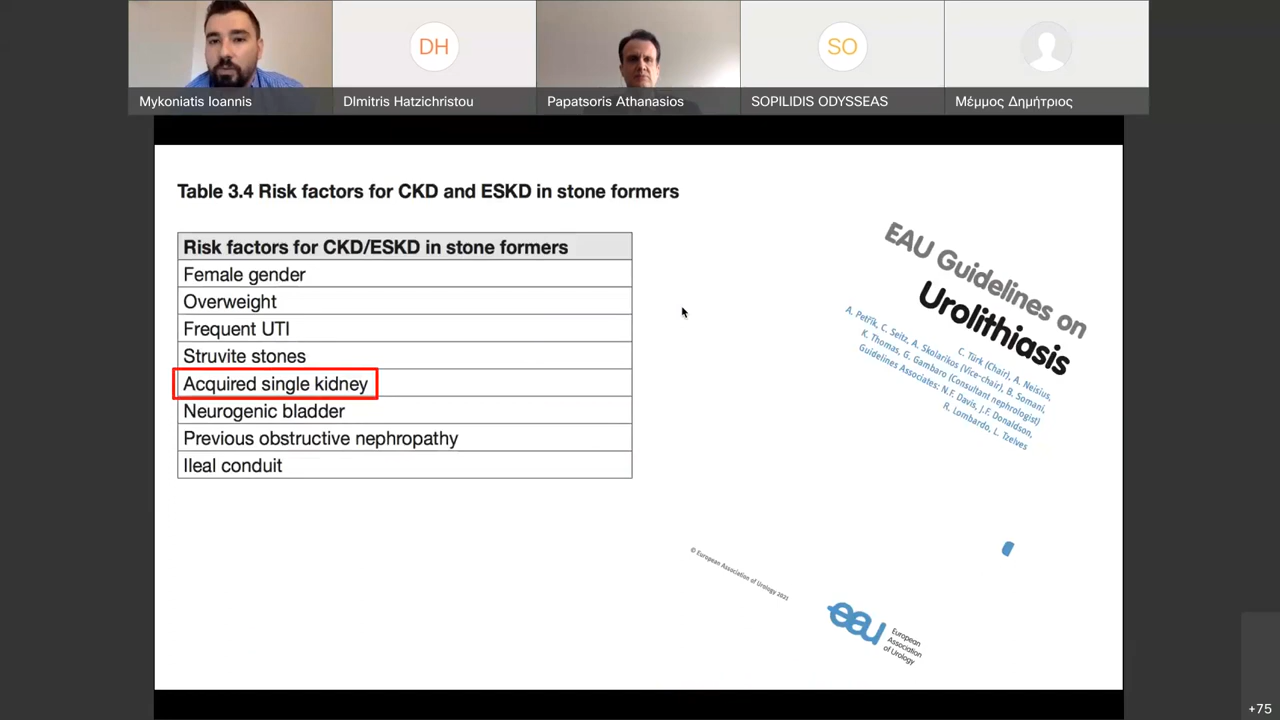 DH
SO
Mykoniatis Ioannis
DImitris Hatzichristou
Papatsoris Athanasios
SOPILIDIS ODYSSEAS
Μέμμος Δημήτριος
Table 3.4 Risk factors for CKD and ESKD in stone formers
Risk factors for CKD/ESKD in stone formers
Female gender
Overweight
Frequent UTI
Struvite stones
Acquired single kidney
Neurogenic bladder
Previous obstructive nephropathy
Ileal conduit
EAU Guidelines on
Urolithiasis
C. Türk (Chair), A. Neisius,
A. Petřík, C. Seitz, A. Skolarikos (Vice-chair), B. Somani,
K. Thomas, G. Gambaro (Consultant nephrologist)
Guidelines Associates: N.F. Davis, J.F. Donaldson,
R. Lombardo, L. Tzelves
© European Association of Urology 2021
eau
European
Association
of Urology
+75